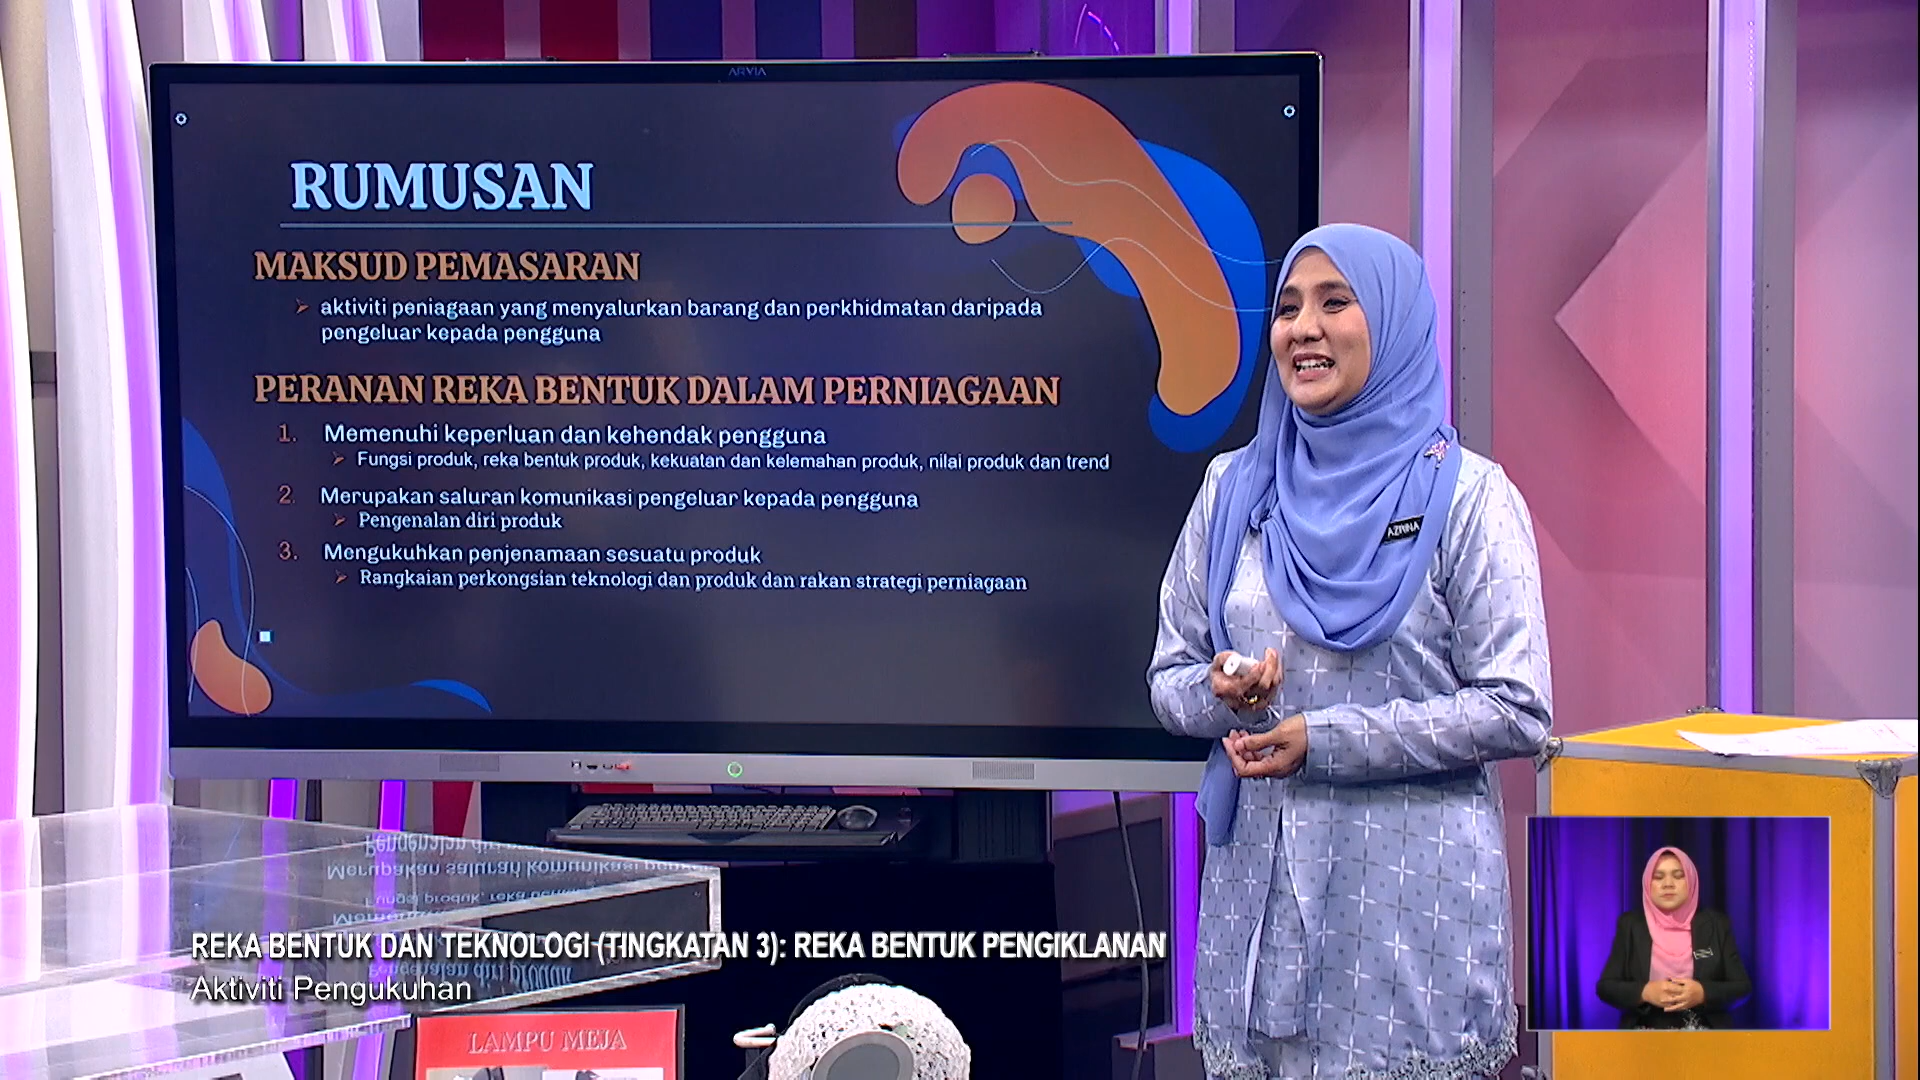 ARVIA
RUMUSAN
MAKSUD PEMASARAN
aktiviti peniagaan yang menyalurkan barang dan perkhidmatan daripada
pengeluar kepada pengguna
PERANAN REKA BENTUK DALAM PERNIAGAAN
1. Memenuhi keperluan dan kehendak pengguna
Fungsi produk, reka bentuk produk, kekuatan dan kelemahan produk, nilai produk dan trend
2. Merupakan saluran komunikasi pengeluar kepada pengguna
Pengenalan diri produk
3. Mengukuhkan penjenamaan sesuatu produk
Rangkaian perkongsian teknologi dan produk dan rakan strategi perniagaan
REKA BENTUK DAN TEKNOLOGI (TINGKATAN 3): REKA BENTUK PENGIKLANAN
Aktiviti Pengukuhan
LAMPU MEJA